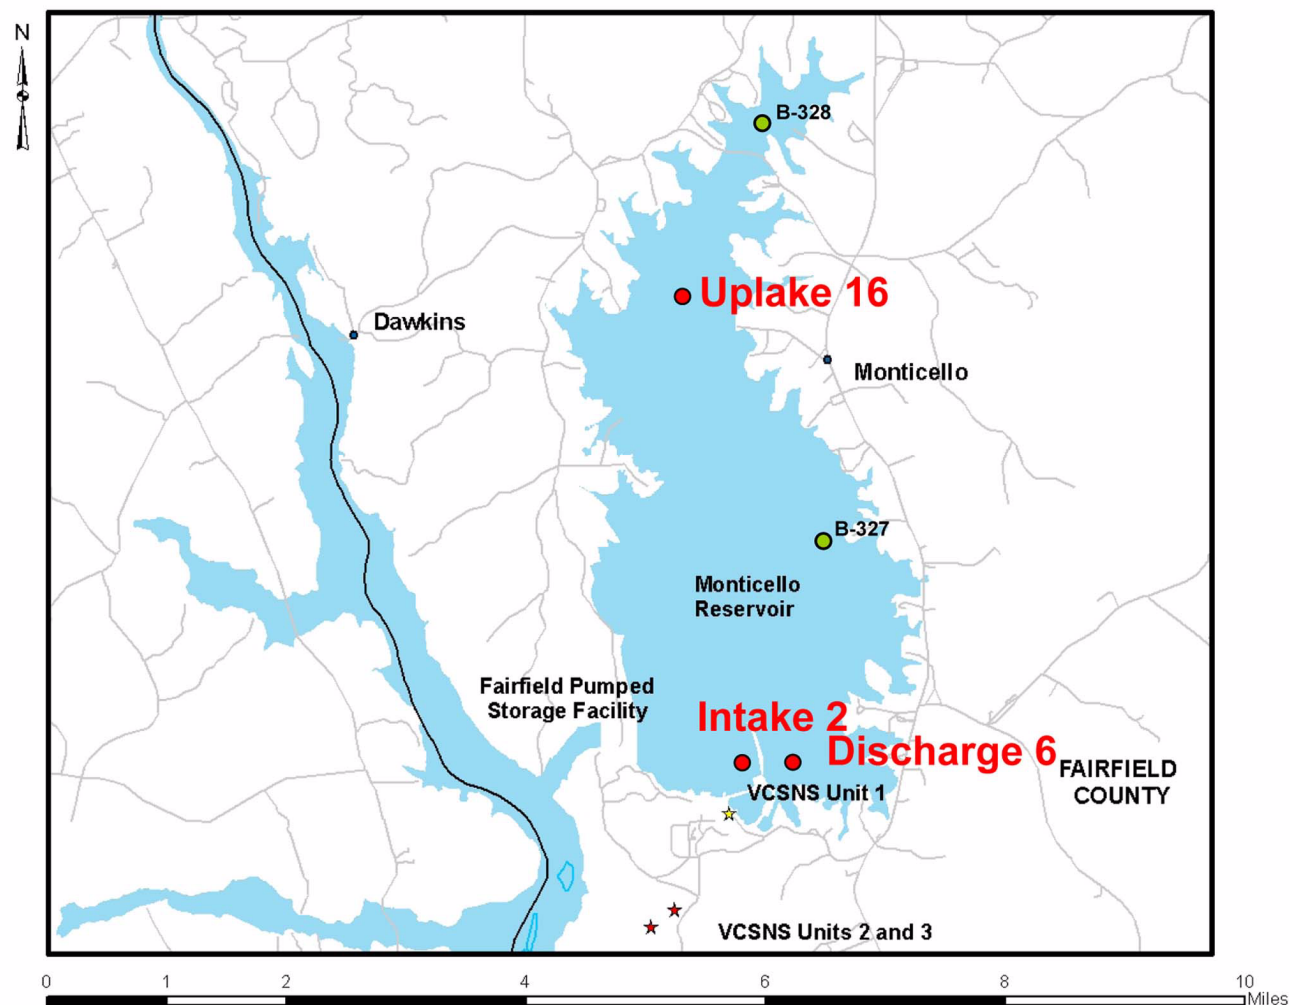 N
B-328
Uplake 16
Dawkins
Monticello
B-327
Monticello
Reservoir
Fairfield Pumped
Storage Facility
Intake 2
Discharge 6
FAIRFIELD
COUNTY
VCSNS Unit 1
VCSNS Units 2 and 3
0 1 2 4 6 8 10
Miles